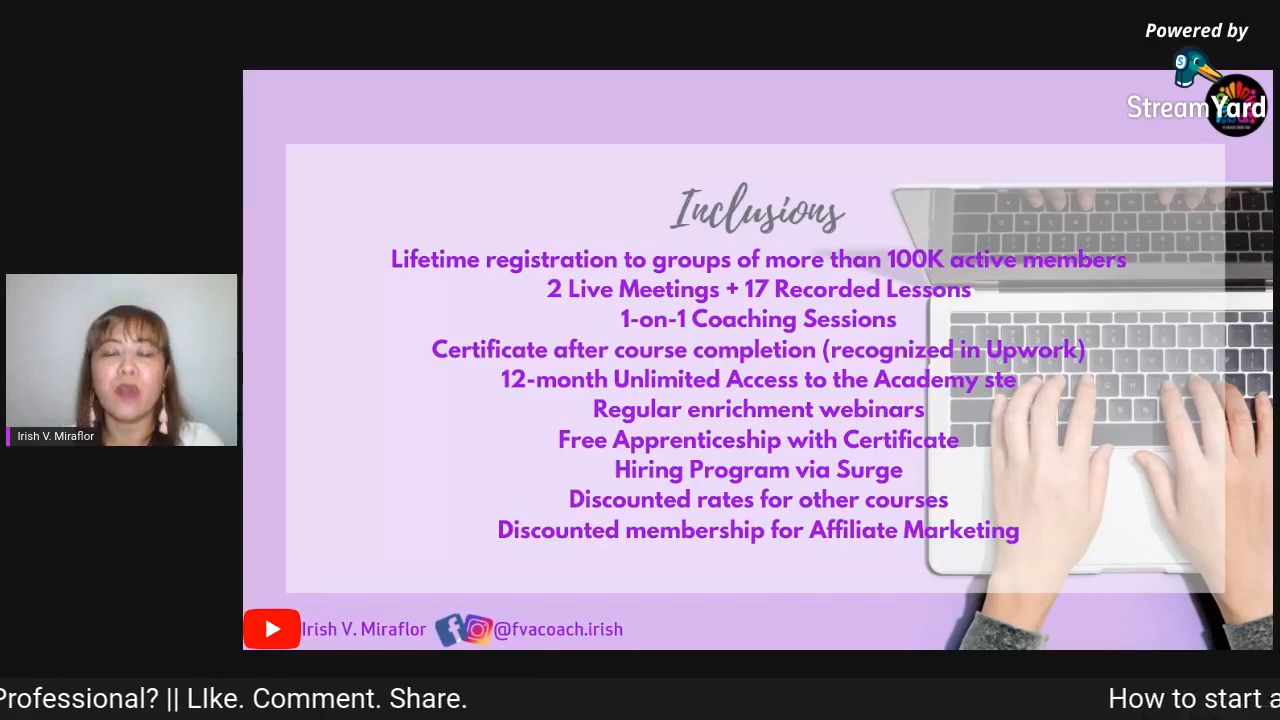 Powered by
StreamYard
Inclusions
Lifetime registration to groups of more than 100K active members
2 Live Meetings + 17 Recorded Lessons
1-on-1 Coaching Sessions
Certificate after course completion (recognized in Upwork)
12-month Unlimited Access to the Academy ste
Regular enrichment webinars
Free Apprenticeship with Certificate
Hiring Program via Surge
Discounted rates for other courses
Discounted membership for Affiliate Marketing
Irish V. Miraflor
Irish V. Miraflor @fvacoach.irish
Professional? || LIke. Comment. Share. How to start a